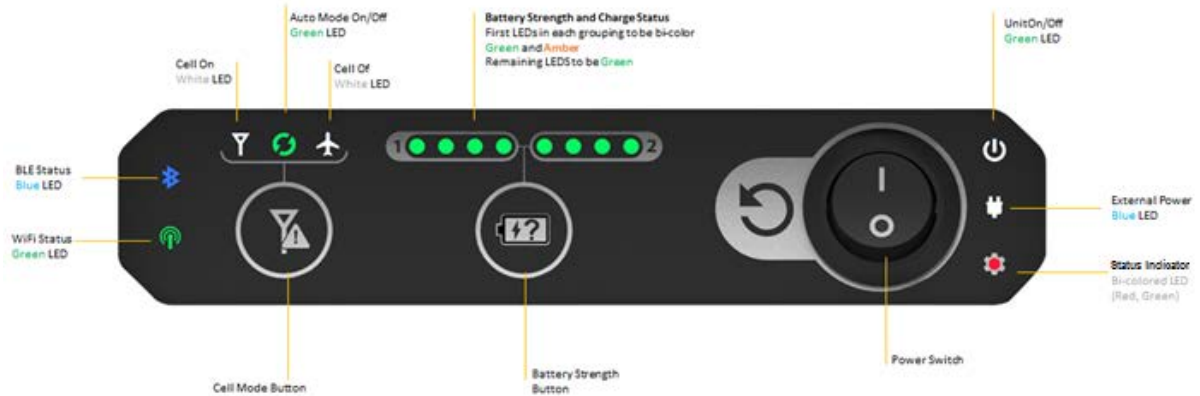 Auto Mode On/Off
Green LED
Battery Strength and Charge Status
First LEDs in each grouping to be bi-color
Green and Amber
Remaining LEDS to be Green
UnitOn/Off
Green LED
Cell On
White LED
Cell Of
White LED
1
2
BLE Status
Blue LED
External Power
Blue LED
WiFi Status
Green LED
Status Indicator
Bi-colored LED
(Red, Green)
Power Switch
Battery Strength
Button
Cell Mode Button